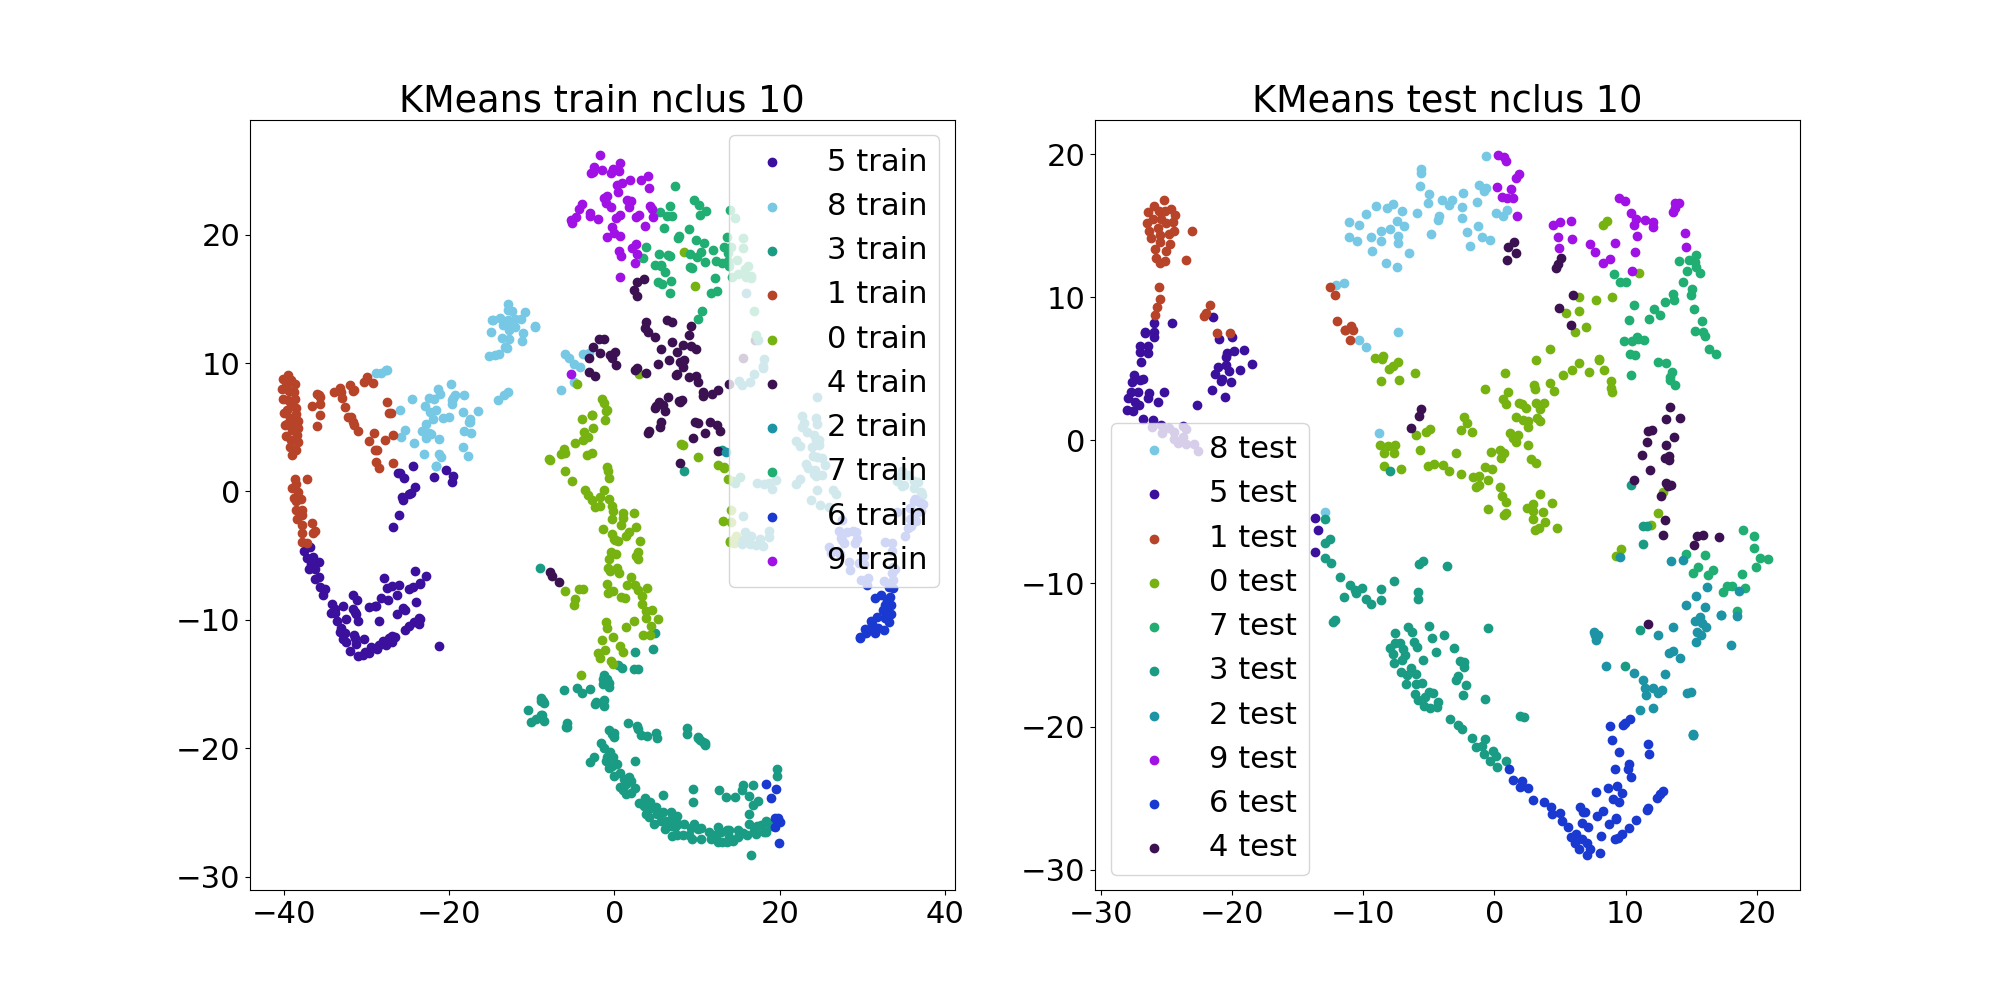 KMeans train nclus 10
20
10
0
−10
−20
−30
−40
−20
0
20
40
5 train
8 train
3 train
1 train
0 train
4 train
2 train
7 train
6 train
9 train
KMeans test nclus 10
20
10
0
−10
−20
−30
−30
−20
−10
0
10
20
8 test
5 test
1 test
0 test
7 test
3 test
2 test
9 test
6 test
4 test